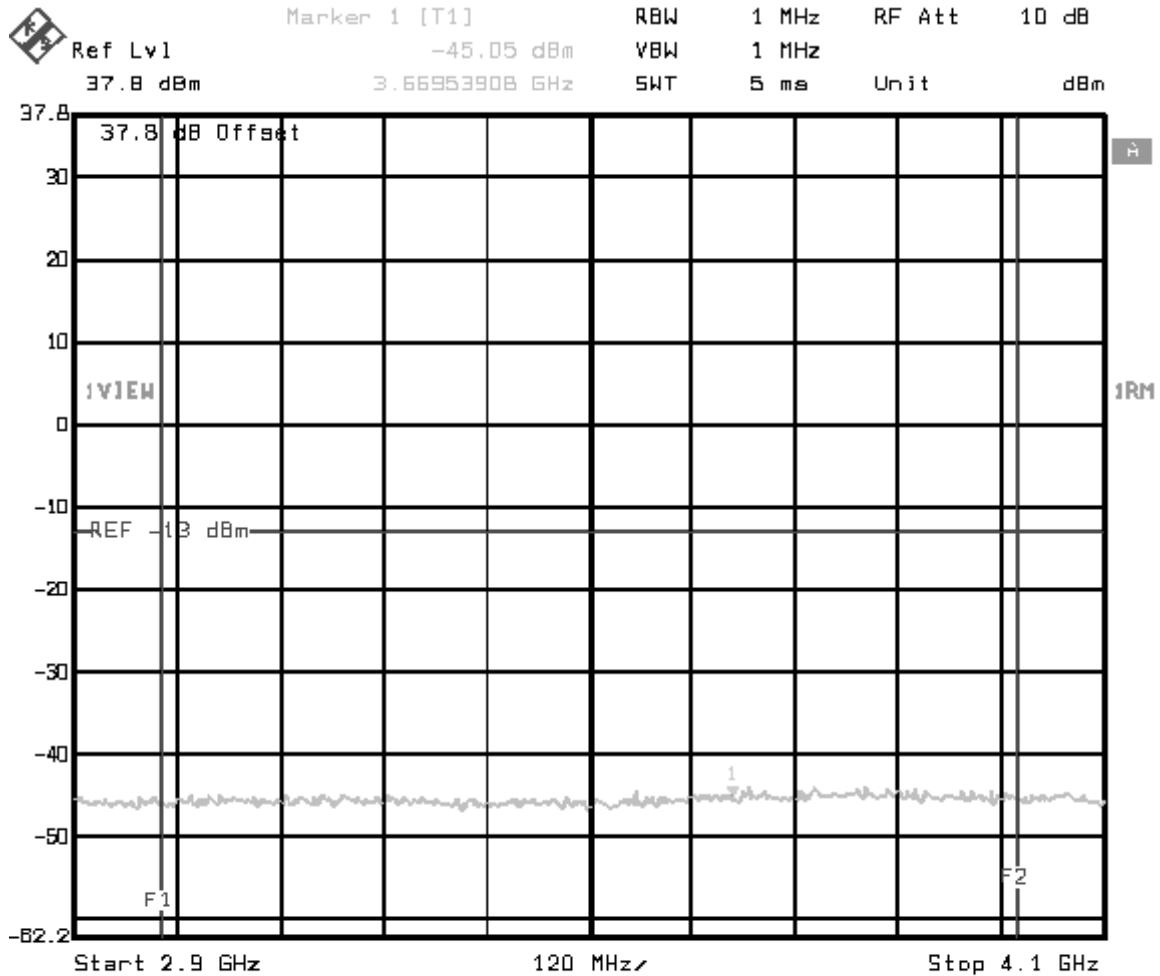 Marker 1 [T1] RBW 1 MHz RF Att 10 dB
Ref Lvl -45.05 dBm VBW 1 MHz
37.8 dBm 3.66953908 GHz SWT 5 ms Unit dBm
37.8
37.8 dB Offset
A
30
20
10
1VIEW 1RM
0
-10
REF -13 dBm
-20
-30
-40
1
-50
F2
F1
-62.2
Start 2.9 GHz 120 MHz/ Stop 4.1 GHz